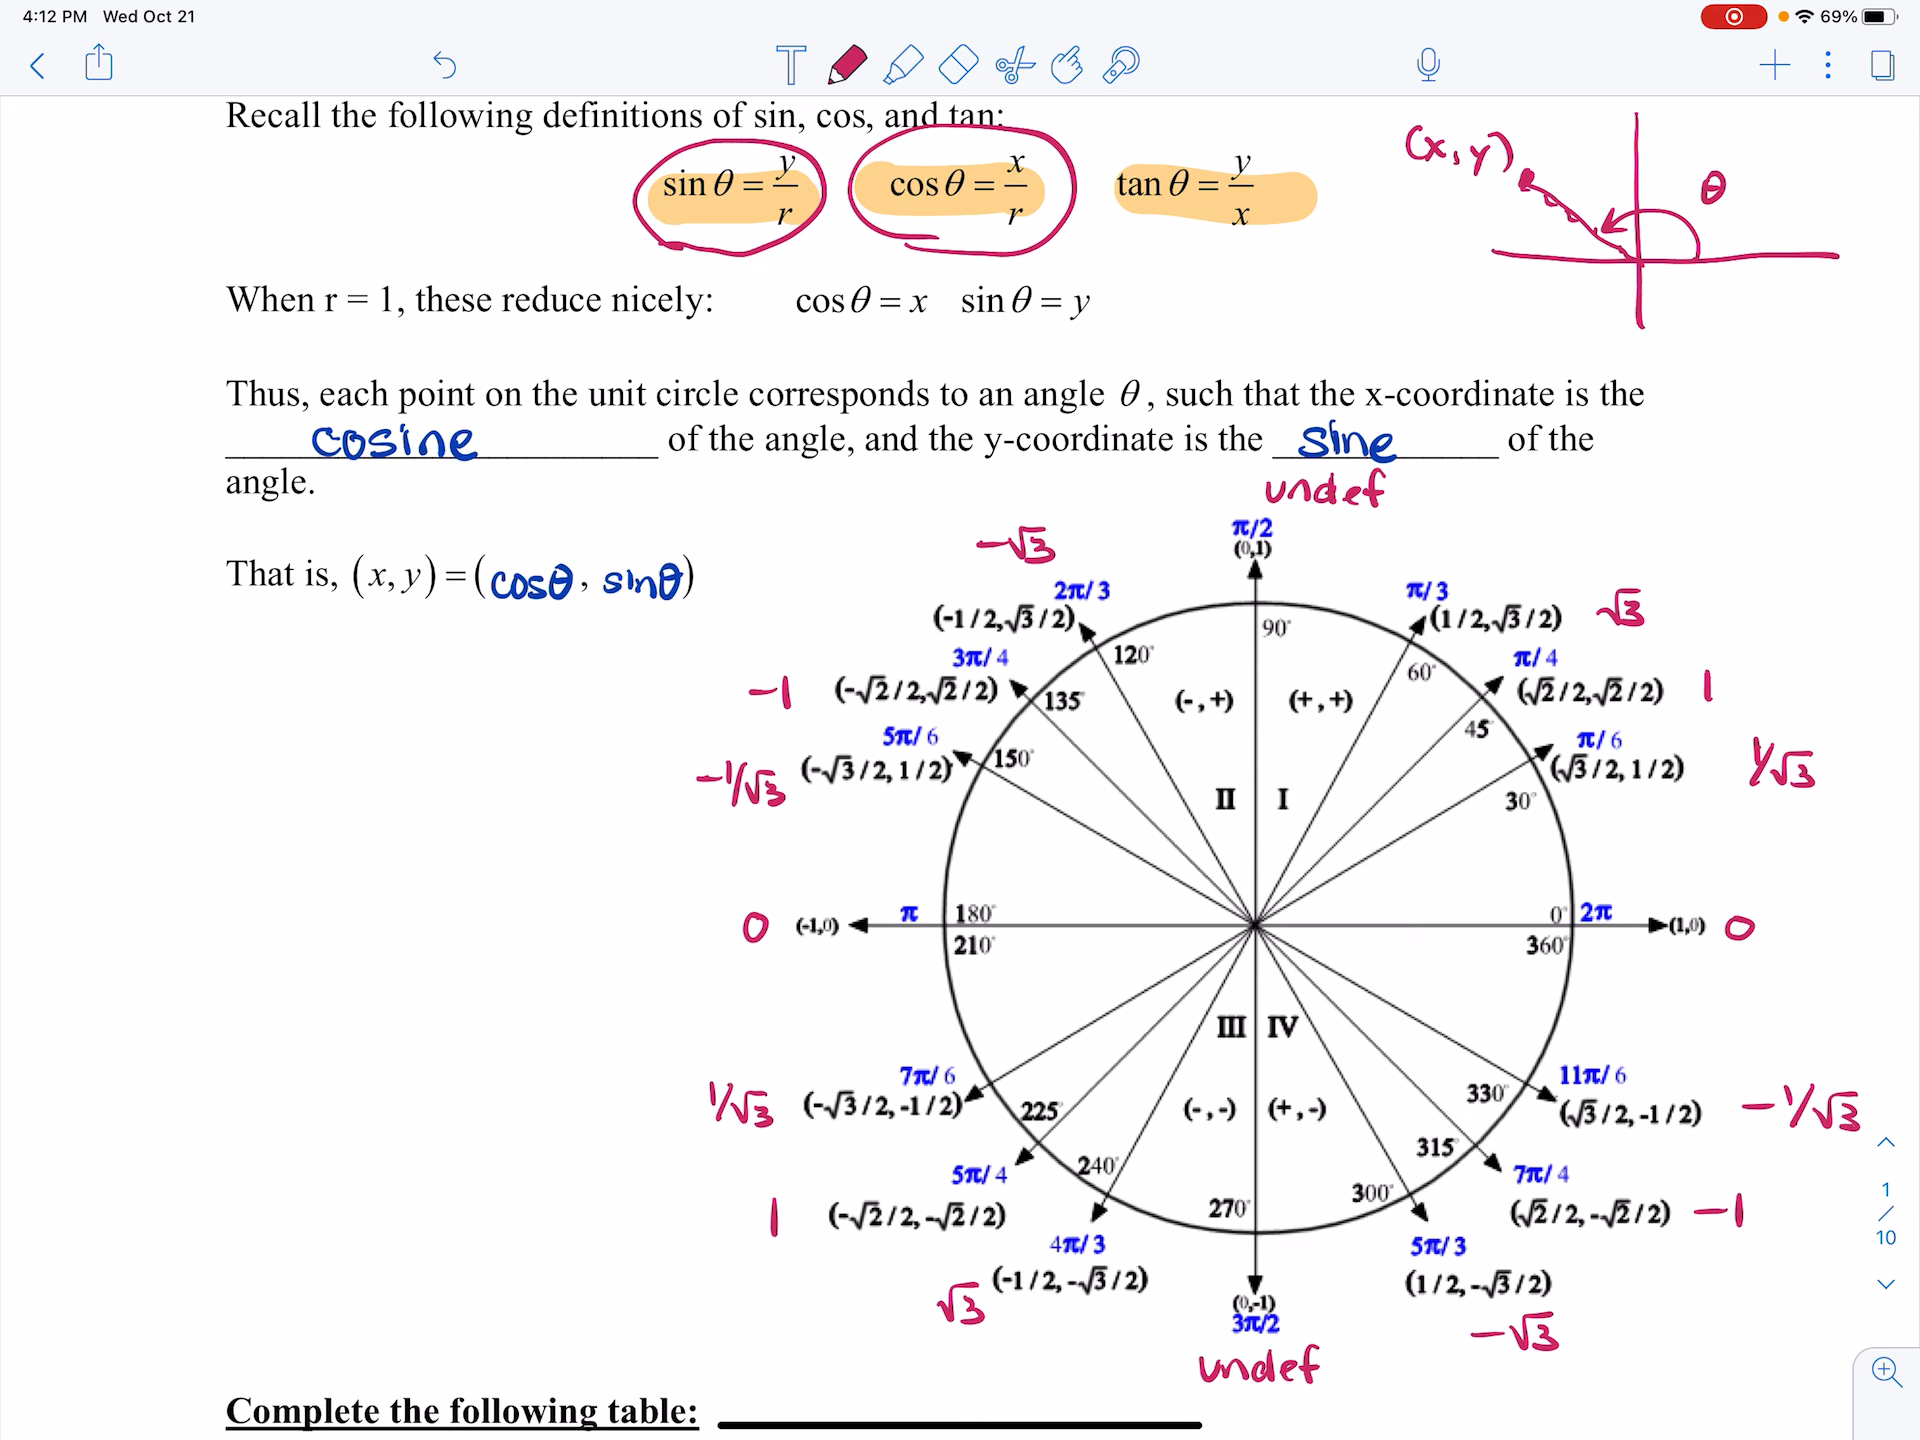 4:12 PM Wed Oct 21 69%
Recall the following definitions of sin, cos, and tan:
sin θ = y/r cos θ = x/r tan θ = y/x
(x, y) θ
When r = 1, these reduce nicely: cos θ = x sin θ = y
Thus, each point on the unit circle corresponds to an angle θ, such that the x-coordinate is the
cosine of the angle, and the y-coordinate is the sine of the
angle.
undef
That is, (x, y) = (cosθ, sinθ)
π/2
(0,1)
-√3 2π/3 π/3
(-1/2,√3/2) (1/2,√3/2) √3
90° 120° 60°
3π/4 π/4
-1 (-√2/2,√2/2) 135° (-,+) (+,+) (√2/2,√2/2) 1
45°
5π/6 π/6
-1/√3 (-√3/2, 1/2) 150° (√3/2, 1/2) 1/√3
II I 30°
π 180° 0° 2π
0 (-1,0) (1,0) 0
210° 360°
III IV
7π/6 11π/6
1/√3 (-√3/2, -1/2) 225° (-,-) (+,-) 330° (√3/2, -1/2) -1/√3
240° 315°
5π/4 7π/4
1 (-√2/2, -√2/2) 270° 300° (√2/2, -√2/2) -1
4π/3 5π/3
√3 (-1/2, -√3/2) (1/2, -√3/2)
(0,-1)
3π/2 -√3
undef
1
/
10
Complete the following table: